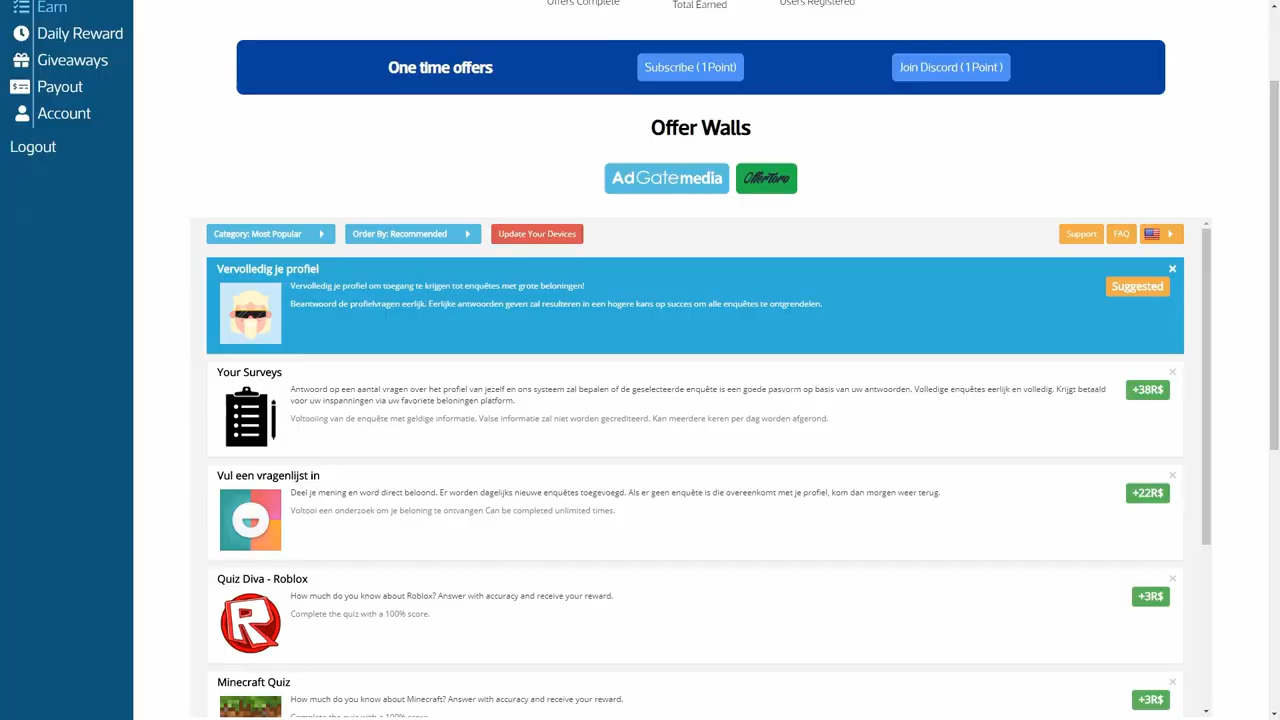 Earn
Daily Reward
Giveaways
Payout
Account
Logout
Offers Complete
Total Earned
Users Registered
One time offers
Subscribe ( 1 Point)
Join Discord ( 1 Point )
Offer Walls
AdGatemedia
OfferToro
Category: Most Popular
Order By: Recommended
Update Your Devices
Support
FAQ
Vervolledig je profiel
Vervolledig je profiel om toegang te krijgen tot enquêtes met grote beloningen!
Beantwoord de profielvragen eerlijk. Eerlijke antwoorden geven zal resulteren in een hogere kans op succes om alle enquêtes te ontgrendelen.
Suggested
Your Surveys
Antwoord op een aantal vragen over het profiel van jezelf en ons systeem zal bepalen of de geselecteerde enquête is een goede pasvorm op basis van uw antwoorden. Volledige enquêtes eerlijk en volledig. Krijgt betaald
voor uw inspanningen via uw favoriete beloningen platform.
Voltooiing van de enquête met geldige informatie. Valse informatie zal niet worden gecrediteerd. Kan meerdere keren per dag worden afgerond.
+38R$
Vul een vragenlijst in
Deel je mening en word direct beloond. Er worden dagelijks nieuwe enquêtes toegevoegd. Als er geen enquête is die overeenkomt met je profiel, kom dan morgen weer terug.
Voltooi een onderzoek om je beloning te ontvangen Can be completed unlimited times.
+22R$
Quiz Diva - Roblox
How much do you know about Roblox? Answer with accuracy and receive your reward.
Complete the quiz with a 100% score.
+3R$
Minecraft Quiz
How much do you know about Minecraft? Answer with accuracy and receive your reward.
Complete the quiz with a 100% score.
+3R$